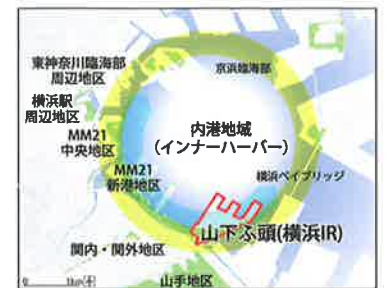 東神奈川臨海部
周辺地区
京浜臨海部
横浜駅
周辺地区
内港地域
(インナーハーバー)
MM21
中央地区
MM21
新港地区
横浜ベイブリッジ
山下ふ頭(横浜IR)
関内・関外地区
山手地区
0
1km